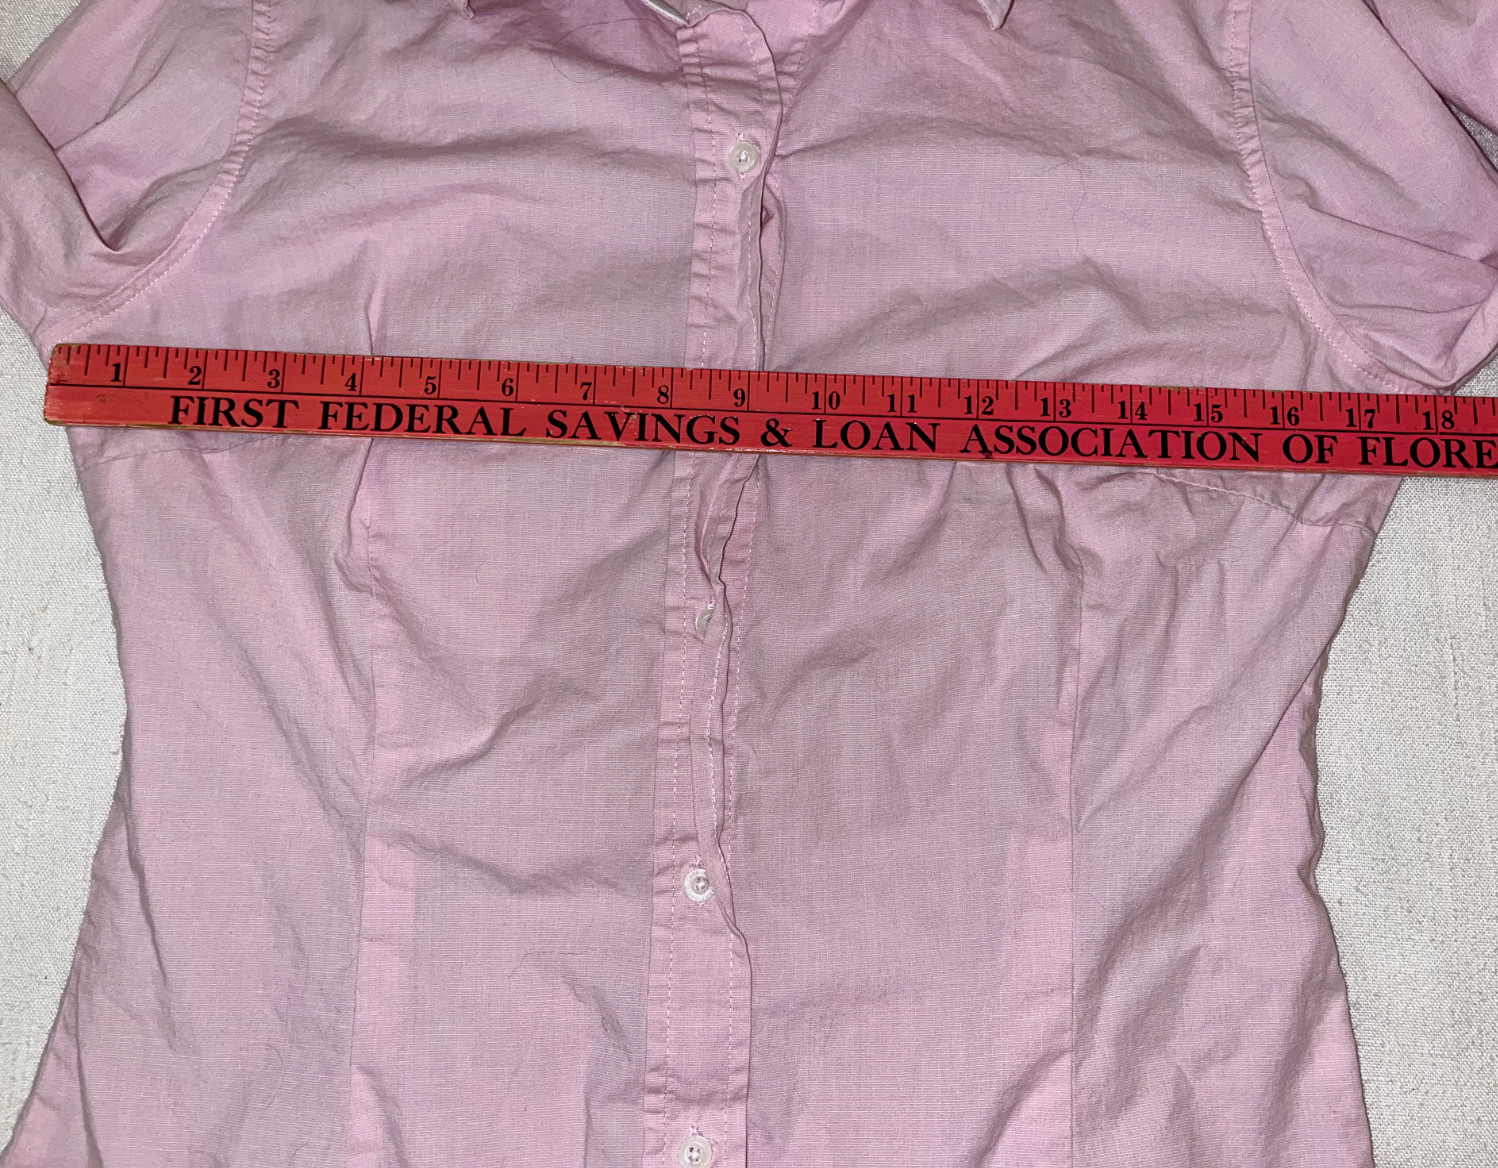 1 2 3 4 5 6 7 8 9 10 11 12 13 14 15 16 17 18
FIRST FEDERAL SAVINGS & LOAN ASSOCIATION OF FLORE